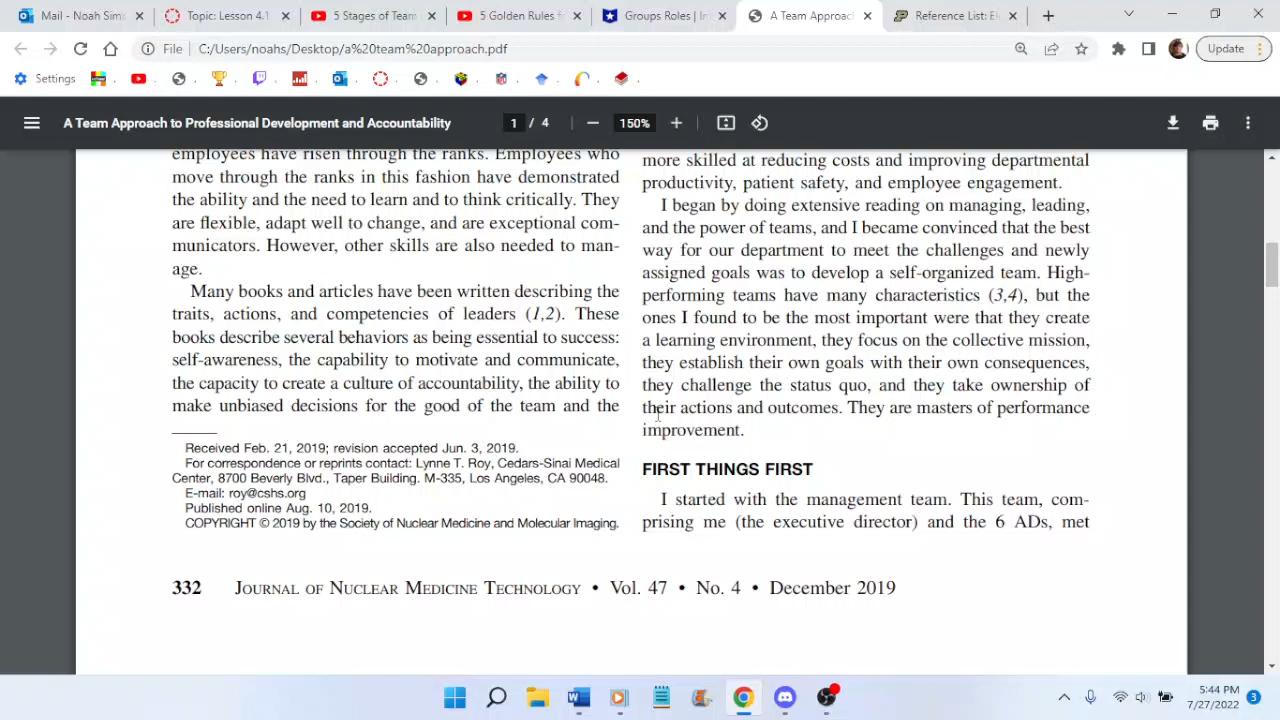 Mail - Noah Sims
Topic: Lesson 4.1
5 Stages of Team
5 Golden Rules f
Groups Roles | In
A Team Approac
Reference List: El
File
C:/Users/noahs/Desktop/a%20team%20approach.pdf
Update
Settings
A Team Approach to Professional Development and Accountability
1 / 4
150%
employees have risen through the ranks. Employees who
move through the ranks in this fashion have demonstrated
the ability and the need to learn and to think critically. They
are flexible, adapt well to change, and are exceptional com-
municators. However, other skills are also needed to man-
age.
Many books and articles have been written describing the
traits, actions, and competencies of leaders (1,2). These
books describe several behaviors as being essential to success:
self-awareness, the capability to motivate and communicate,
the capacity to create a culture of accountability, the ability to
make unbiased decisions for the good of the team and the
Received Feb. 21, 2019; revision accepted Jun. 3, 2019.
For correspondence or reprints contact: Lynne T. Roy, Cedars-Sinai Medical
Center, 8700 Beverly Blvd., Taper Building. M-335, Los Angeles, CA 90048.
E-mail: roy@cshs.org
Published online Aug. 10, 2019.
COPYRIGHT © 2019 by the Society of Nuclear Medicine and Molecular Imaging.
more skilled at reducing costs and improving departmental
productivity, patient safety, and employee engagement.
I began by doing extensive reading on managing, leading,
and the power of teams, and I became convinced that the best
way for our department to meet the challenges and newly
assigned goals was to develop a self-organized team. High-
performing teams have many characteristics (3,4), but the
ones I found to be the most important were that they create
a learning environment, they focus on the collective mission,
they establish their own goals with their own consequences,
they challenge the status quo, and they take ownership of
their actions and outcomes. They are masters of performance
improvement.
FIRST THINGS FIRST
I started with the management team. This team, com-
prising me (the executive director) and the 6 ADs, met
332 JOURNAL OF NUCLEAR MEDICINE TECHNOLOGY • Vol. 47 • No. 4 • December 2019
5:44 PM
7/27/2022
3